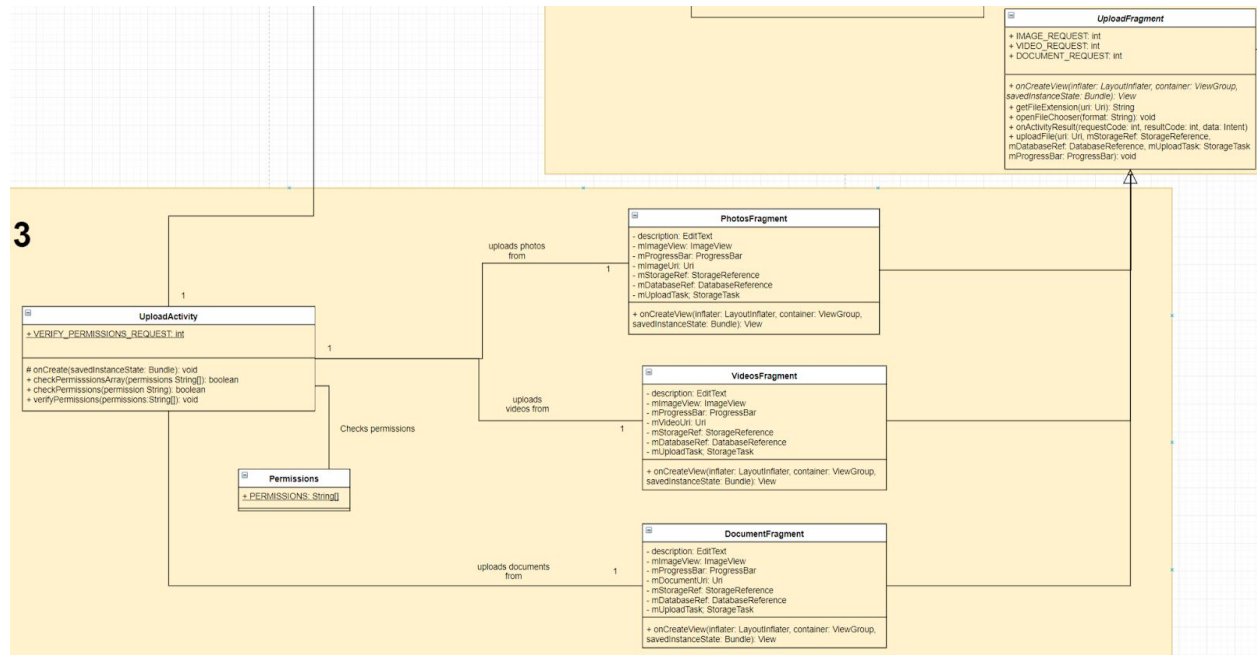 UploadFragment
+ IMAGE_REQUEST: int
+ VIDEO_REQUEST: int
+ DOCUMENT_REQUEST: int
+ onCreateView(inflater: LayoutInflater, container: ViewGroup,
savedInstanceState: Bundle): View
+ getFileExtension(uri: Uri): String
+ openFileChooser(format: String): void
+ onActivityResult(requestCode: int, resultCode: int, data: Intent)
+ uploadFile(uri: Uri, mStorageRef: StorageReference,
mDatabaseRef: DatabaseReference, mUploadTask: StorageTask
mProgressBar: ProgressBar): void
3
uploads photos
from
1
PhotosFragment
- description: EditText
- mImageView: ImageView
- mProgressBar: ProgressBar
- mImageUri: Uri
- mStorageRef: StorageReference
- mDatabaseRef: DatabaseReference
- mUploadTask; StorageTask
+ onCreateView(inflater: LayoutInflater, container: ViewGroup,
savedInstanceState: Bundle): View
1
UploadActivity
+ VERIFY_PERMISSIONS_REQUEST: int
# onCreate(savedInstanceState: Bundle): void
+ checkPermisssionsArray(permissions String[]): boolean
+ checkPermissions(permission String): boolean
+ verifyPermissions(permissions:String[]): void
1
uploads
videos from
1
VideosFragment
- description: EditText
- mImageView: ImageView
- mProgressBar: ProgressBar
- mVideoUri: Uri
- mStorageRef: StorageReference
- mDatabaseRef: DatabaseReference
- mUploadTask; StorageTask
+ onCreateView(inflater: LayoutInflater, container: ViewGroup,
savedInstanceState: Bundle): View
Checks permissions
Permissions
+ PERMISSIONS: String[]
uploads documents
from
1
DocumentFragment
- description: EditText
- mImageView: ImageView
- mProgressBar: ProgressBar
- mDocumentUri: Uri
- mStorageRef: StorageReference
- mDatabaseRef: DatabaseReference
- mUploadTask; StorageTask
+ onCreateView(inflater: LayoutInflater, container: ViewGroup,
savedInstanceState: Bundle): View